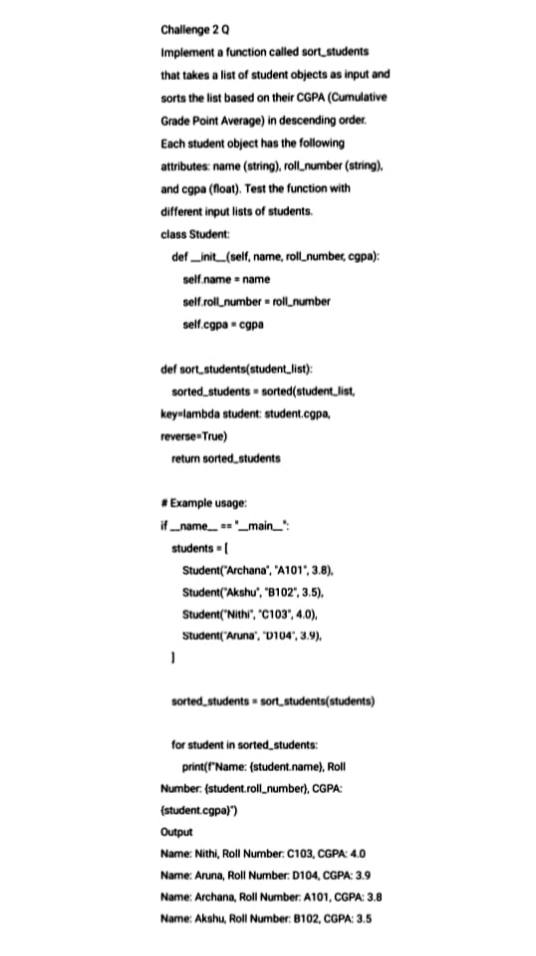 Challenge 2 Q
Implement a function called sort_students
that takes a list of student objects as input and
sorts the list based on their CGPA (Cumulative
Grade Point Average) in descending order.
Each student object has the following
attributes: name (string), roll_number (string),
and cgpa (float). Test the function with
different input lists of students.
class Student:
def __init__(self, name, roll_number, cgpa):
self.name = name
self.roll_number = roll_number
self.cgpa = cgpa
def sort_students(student_list):
sorted_students = sorted(student_list,
key=lambda student: student.cgpa,
reverse=True)
return sorted_students
# Example usage:
if __name__ == "__main__":
students = [
Student("Archana", "A101", 3.8),
Student("Akshu", "B102", 3.5),
Student("Nithi", "C103", 4.0),
Student("Aruna", "D104", 3.9),
]
sorted_students = sort_students(students)
for student in sorted_students:
print(f"Name: {student.name}, Roll
Number: {student.roll_number}, CGPA:
{student.cgpa}")
Output
Name: Nithi, Roll Number: C103, CGPA: 4.0
Name: Aruna, Roll Number: D104, CGPA: 3.9
Name: Archana, Roll Number: A101, CGPA: 3.8
Name: Akshu, Roll Number: B102, CGPA: 3.5